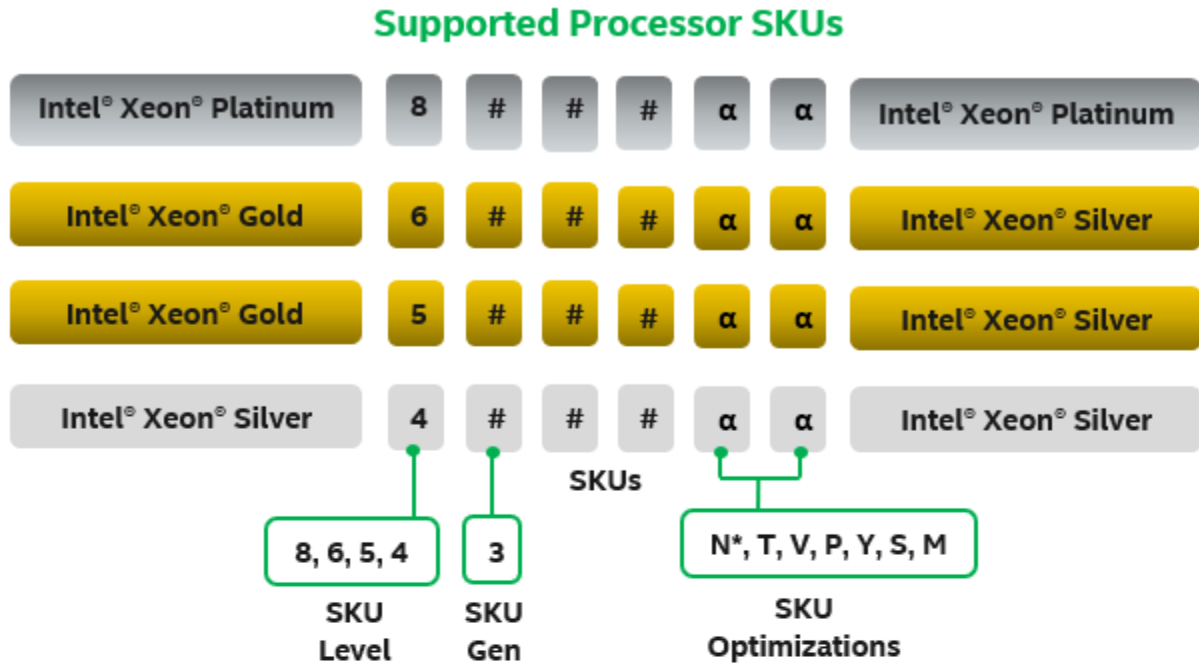 Supported Processor SKUs
Intel® Xeon® Platinum 8 # # # α α Intel® Xeon® Platinum
Intel® Xeon® Gold 6 # # # α α Intel® Xeon® Silver
Intel® Xeon® Gold 5 # # # α α Intel® Xeon® Silver
Intel® Xeon® Silver 4 # # # α α Intel® Xeon® Silver
SKUs
8, 6, 5, 4 3 N*, T, V, P, Y, S, M
SKU SKU SKU
Level Gen Optimizations